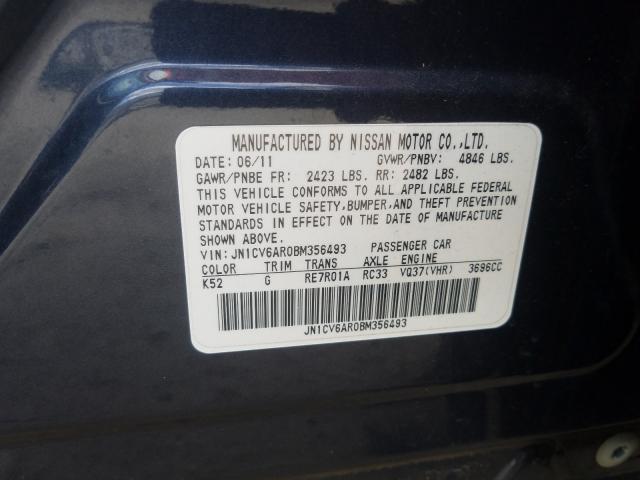 MANUFACTURED BY NISSAN MOTOR CO.,LTD.
DATE: 06/11 GVWR/PNBV: 4846 LBS.
GAWR/PNBE FR: 2423 LBS. RR: 2482 LBS.
THIS VEHICLE CONFORMS TO ALL APPLICABLE FEDERAL
MOTOR VEHICLE SAFETY,BUMPER,AND THEFT PREVENTION
STANDARDS IN EFFECT ON THE DATE OF MANUFACTURE
SHOWN ABOVE.
VIN: JN1CV6AR0BM356493 PASSENGER CAR
COLOR TRIM TRANS AXLE ENGINE
K52 G RE7R01A RC33 VQ37(VHR) 3696CC
JN1CV6AR0BM356493